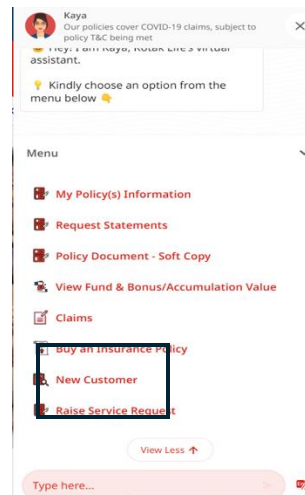 Kaya
Our policies cover COVID-19 claims, subject to
policy T&C being met
Hey! I am Kaya, Kotak Life's virtual
assistant.
Kindly choose an option from the
menu below
Menu
My Policy(s) Information
Request Statements
Policy Document - Soft Copy
View Fund & Bonus/Accumulation Value
Claims
Buy an Insurance Policy
New Customer
Raise Service Request
View Less
Type here...